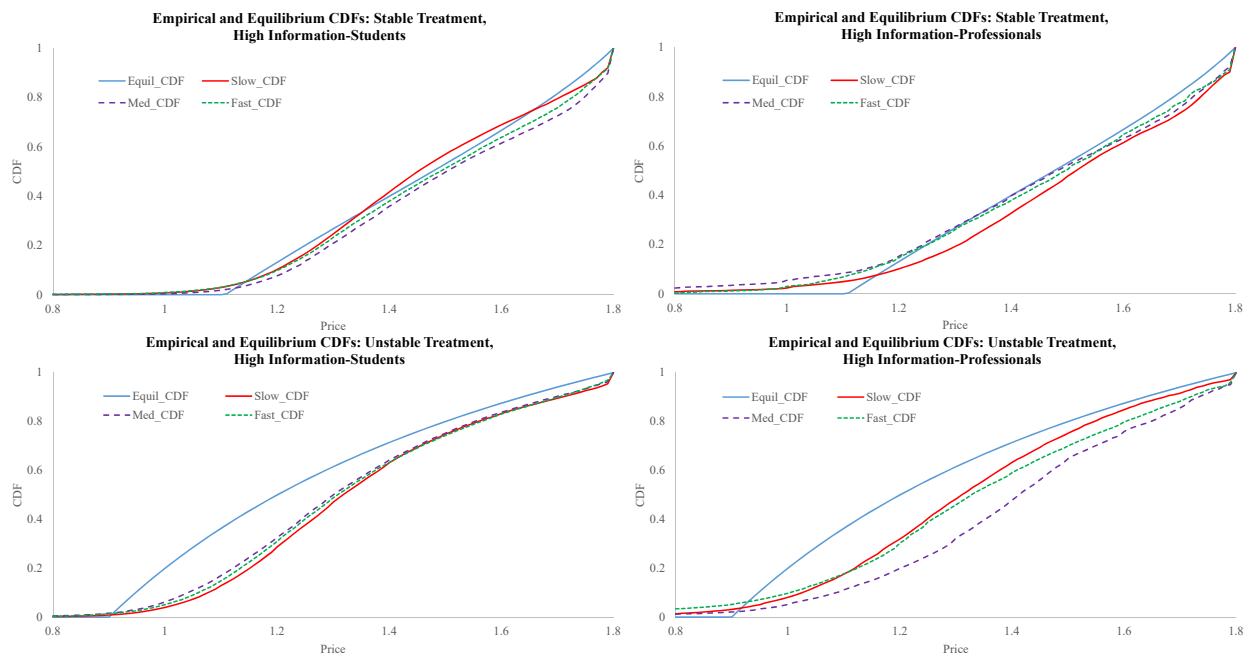 Empirical and Equilibrium CDFs: Stable Treatment,
High Information-Students
1
0.8
0.6
0.4
0.2
0
CDF
Equil_CDF
Slow_CDF
Med_CDF
Fast_CDF
0.8
1
1.2
1.4
1.6
1.8
Price
Empirical and Equilibrium CDFs: Stable Treatment,
High Information-Professionals
1
0.8
0.6
0.4
0.2
0
CDF
Equil_CDF
Slow_CDF
Med_CDF
Fast_CDF
0.8
1
1.2
1.4
1.6
1.8
Price
Empirical and Equilibrium CDFs: Unstable Treatment,
High Information-Students
1
0.8
0.6
0.4
0.2
0
CDF
Equil_CDF
Slow_CDF
Med_CDF
Fast_CDF
0.8
1
1.2
1.4
1.6
1.8
Price
Empirical and Equilibrium CDFs: Unstable Treatment,
High Information-Professionals
1
0.8
0.6
0.4
0.2
0
CDF
Equil_CDF
Slow_CDF
Med_CDF
Fast_CDF
0.8
1
1.2
1.4
1.6
1.8
Price